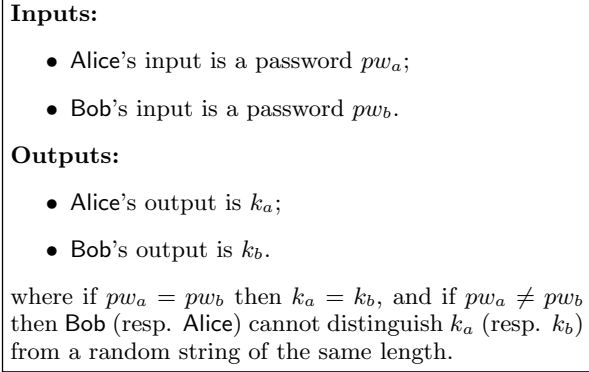 Inputs:
• Alice's input is a password $pw_a$;
• Bob's input is a password $pw_b$.
Outputs:
• Alice's output is $k_a$;
• Bob's output is $k_b$.
where if $pw_a = pw_b$ then $k_a = k_b$, and if $pw_a \neq pw_b$
then Bob (resp. Alice) cannot distinguish $k_a$ (resp. $k_b$)
from a random string of the same length.